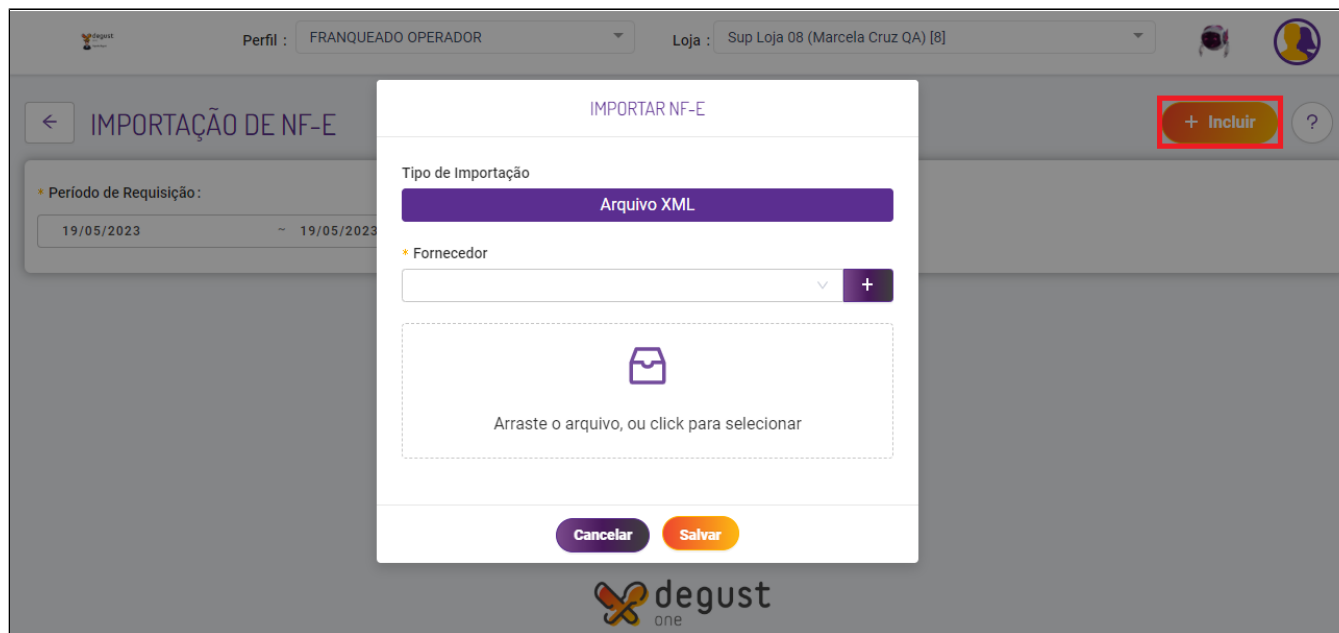 degust
Perfil : FRANQUEADO OPERADOR Loja : Sup Loja 08 (Marcela Cruz QA) [8]
IMPORTAR NF-E
← IMPORTAÇÃO DE NF-E + Incluir ?
Tipo de Importação
Arquivo XML
* Período de Requisição :
19/05/2023 ~ 19/05/2023
* Fornecedor
+
Arraste o arquivo, ou click para selecionar
Cancelar Salvar
degust
one